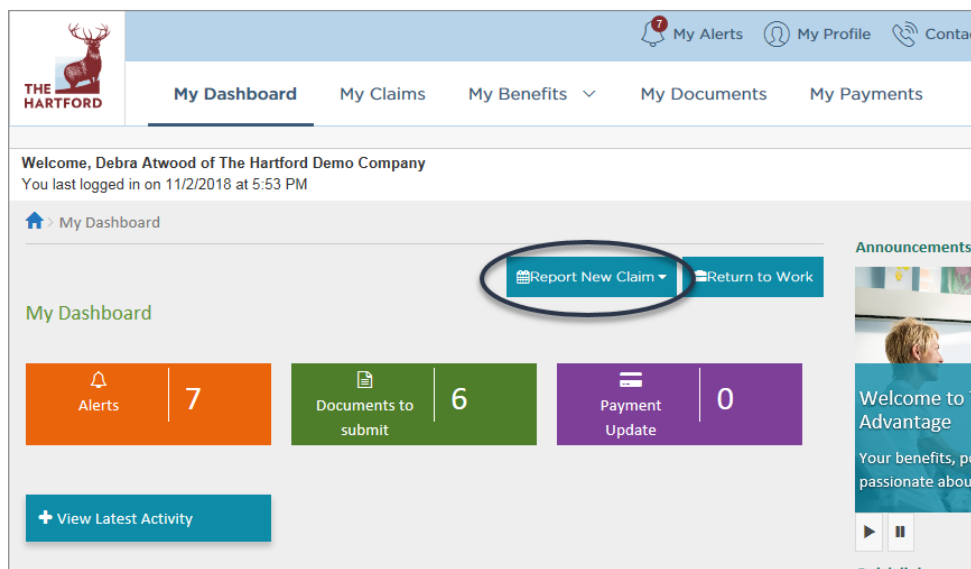 7
My Alerts
My Profile
THE
HARTFORD
My Dashboard
My Claims
My Benefits
My Documents
My Payments
Welcome, Debra Atwood of The Hartford Demo Company
You last logged in on 11/2/2018 at 5:53 PM
> My Dashboard
Announcements
Report New Claim
Return to Work
My Dashboard
Alerts
7
Documents to
submit
6
Payment
Update
0
Welcome to
Advantage
Your benefits,
passionate
+ View Latest Activity